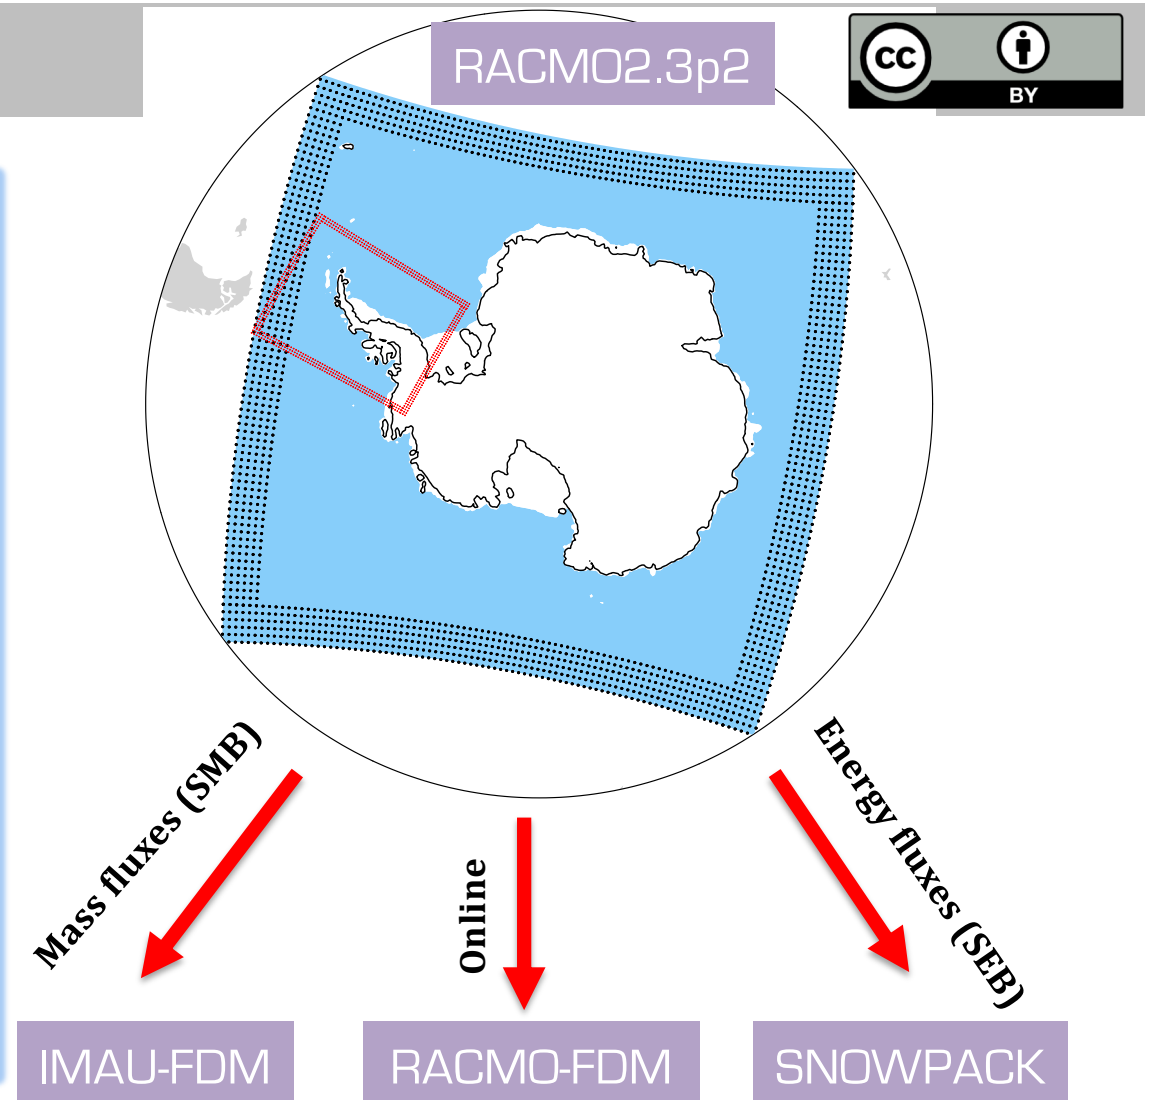 RACMO2.3p2
CC
BY
Mass fluxes (SMB)
Online
Energy fluxes (SEB)
IMAU-FDM
RACMO-FDM
SNOWPACK